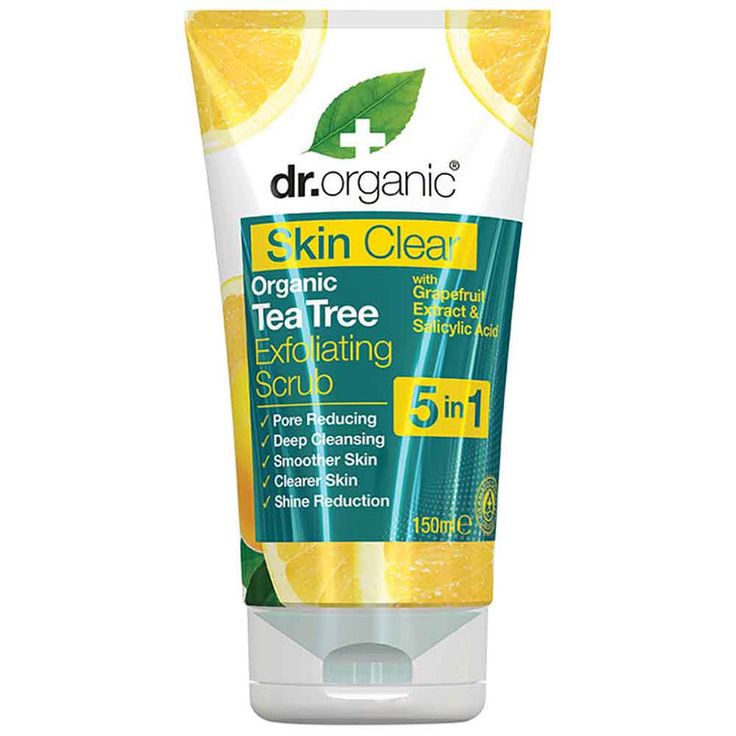 dr.organic®
Skin Clear
Organic
Tea Tree
Exfoliating
Scrub
with
Grapefruit
Extract &
Salicylic Acid
5 in 1
✓ Pore Reducing
✓ Deep Cleansing
✓ Smoother Skin
✓ Clearer Skin
✓ Shine Reduction
150ml℮